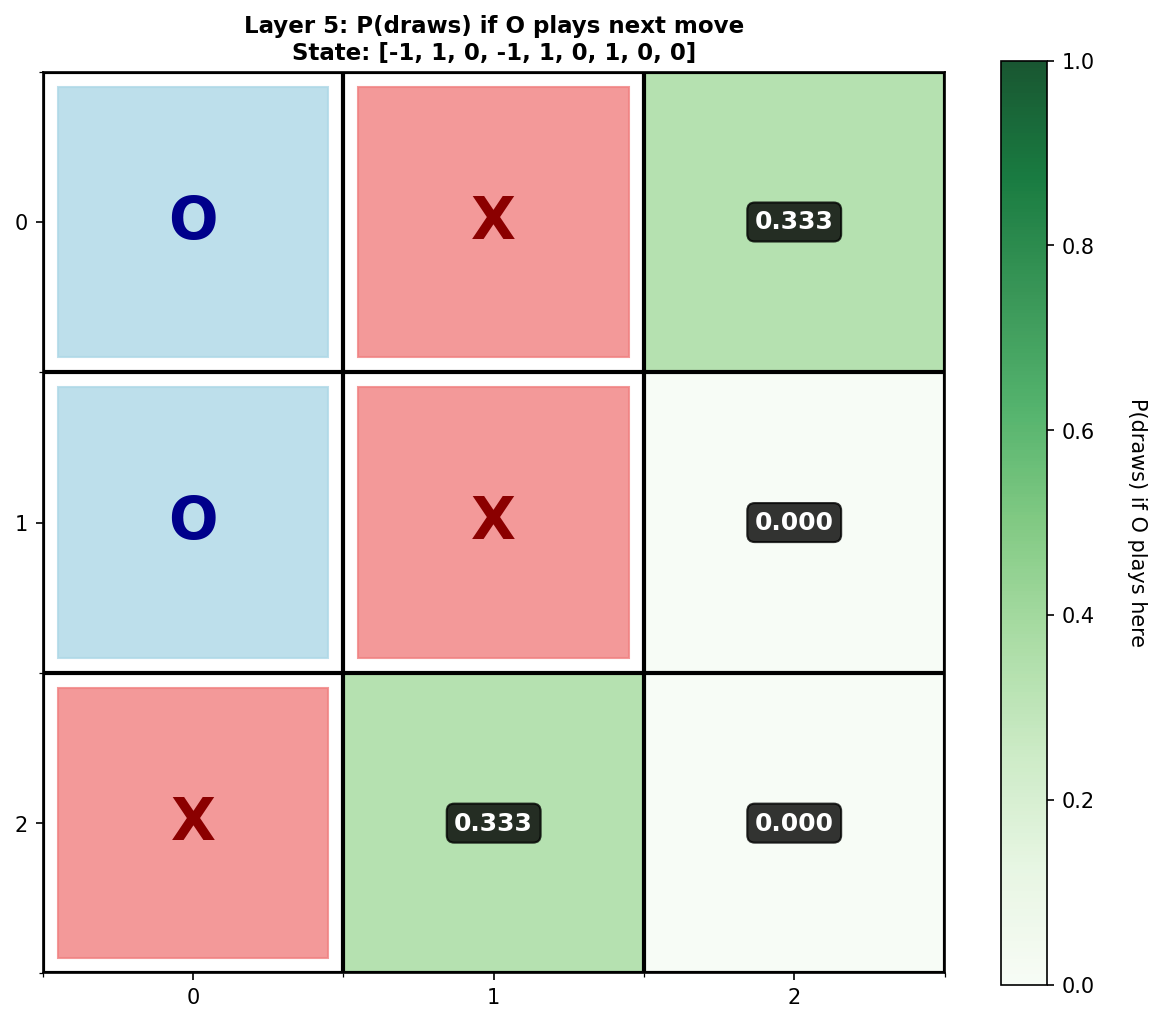 Layer 5: P(draws) if O plays next move
State: [-1, 1, 0, -1, 1, 0, 1, 0, 0]
O X 0.333
O X 0.000
X 0.333 0.000
0
1
2
0 1 2
1.0
0.8
0.6
0.4
0.2
0.0
P(draws) if O plays here